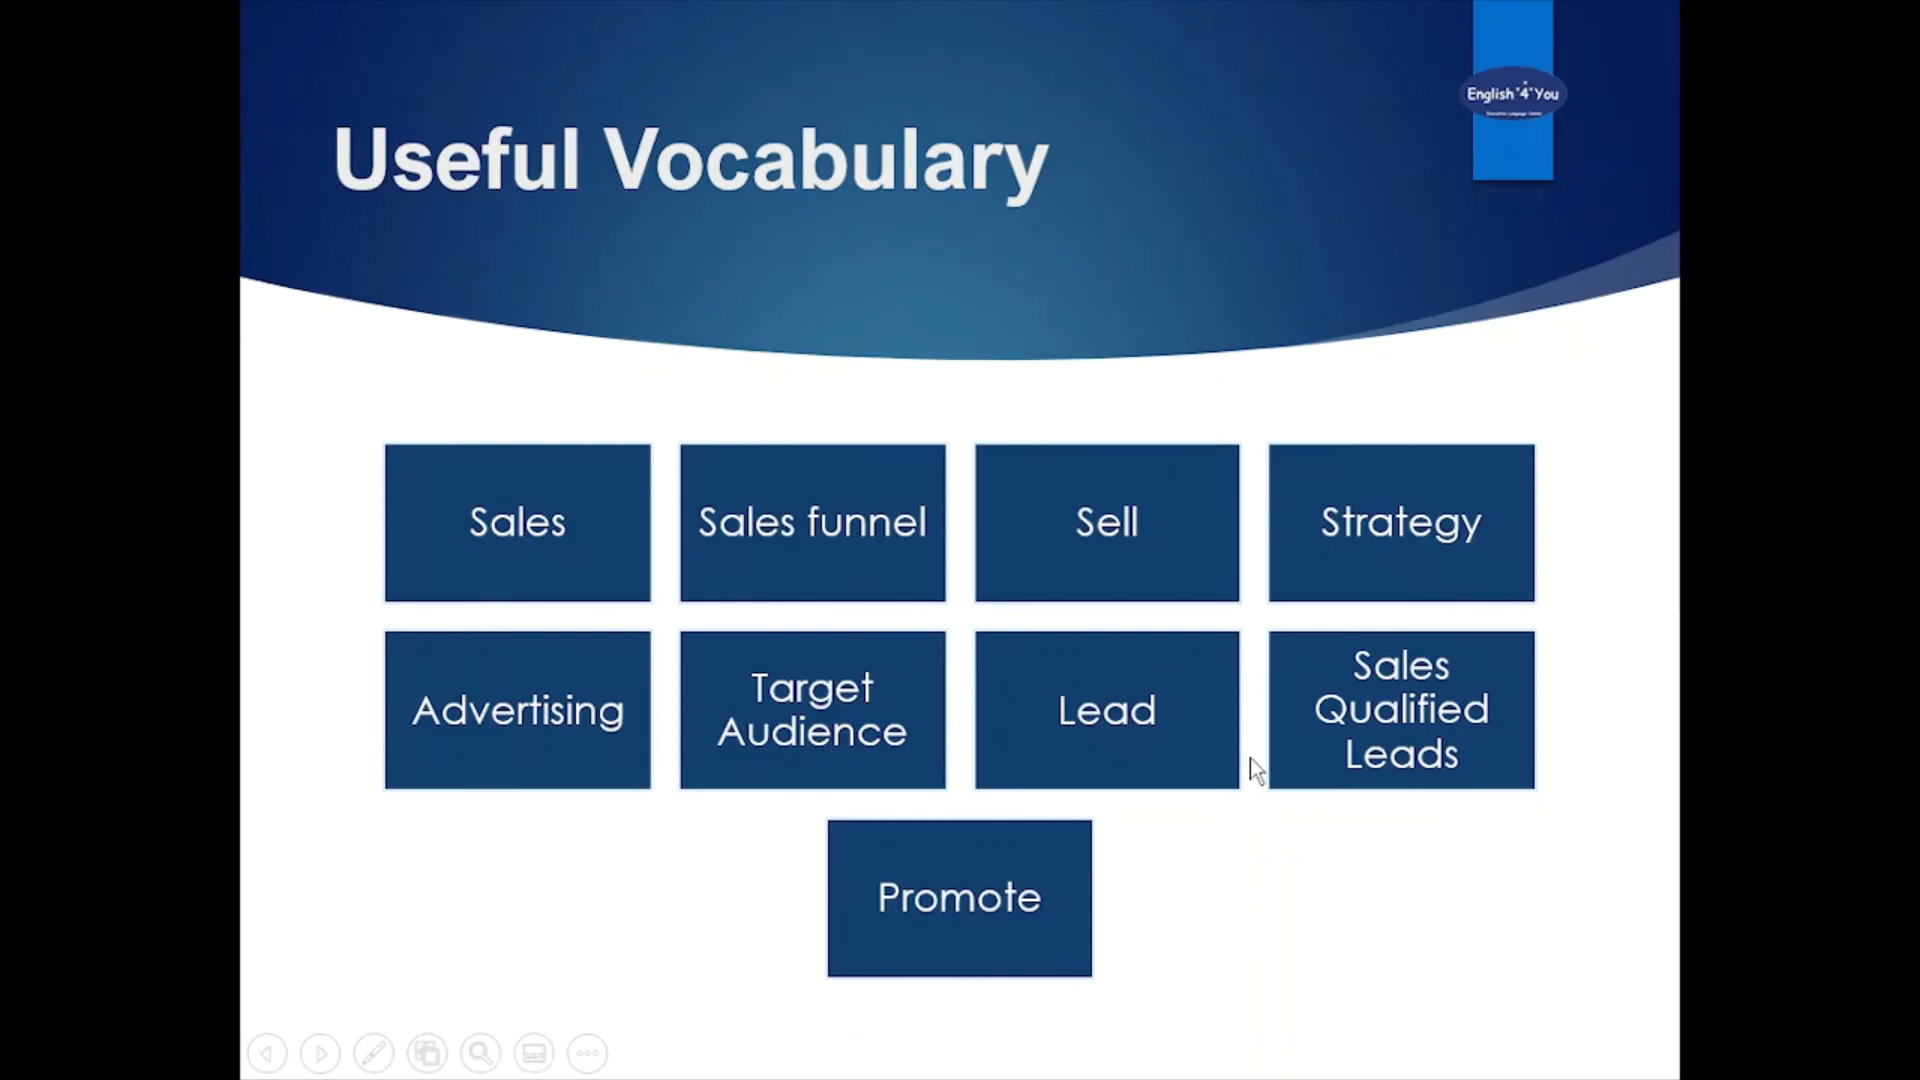 English "4" You
Useful Vocabulary
Sales
Sales funnel
Sell
Strategy
Advertising
Target
Audience
Lead
Sales
Qualified
Leads
Promote